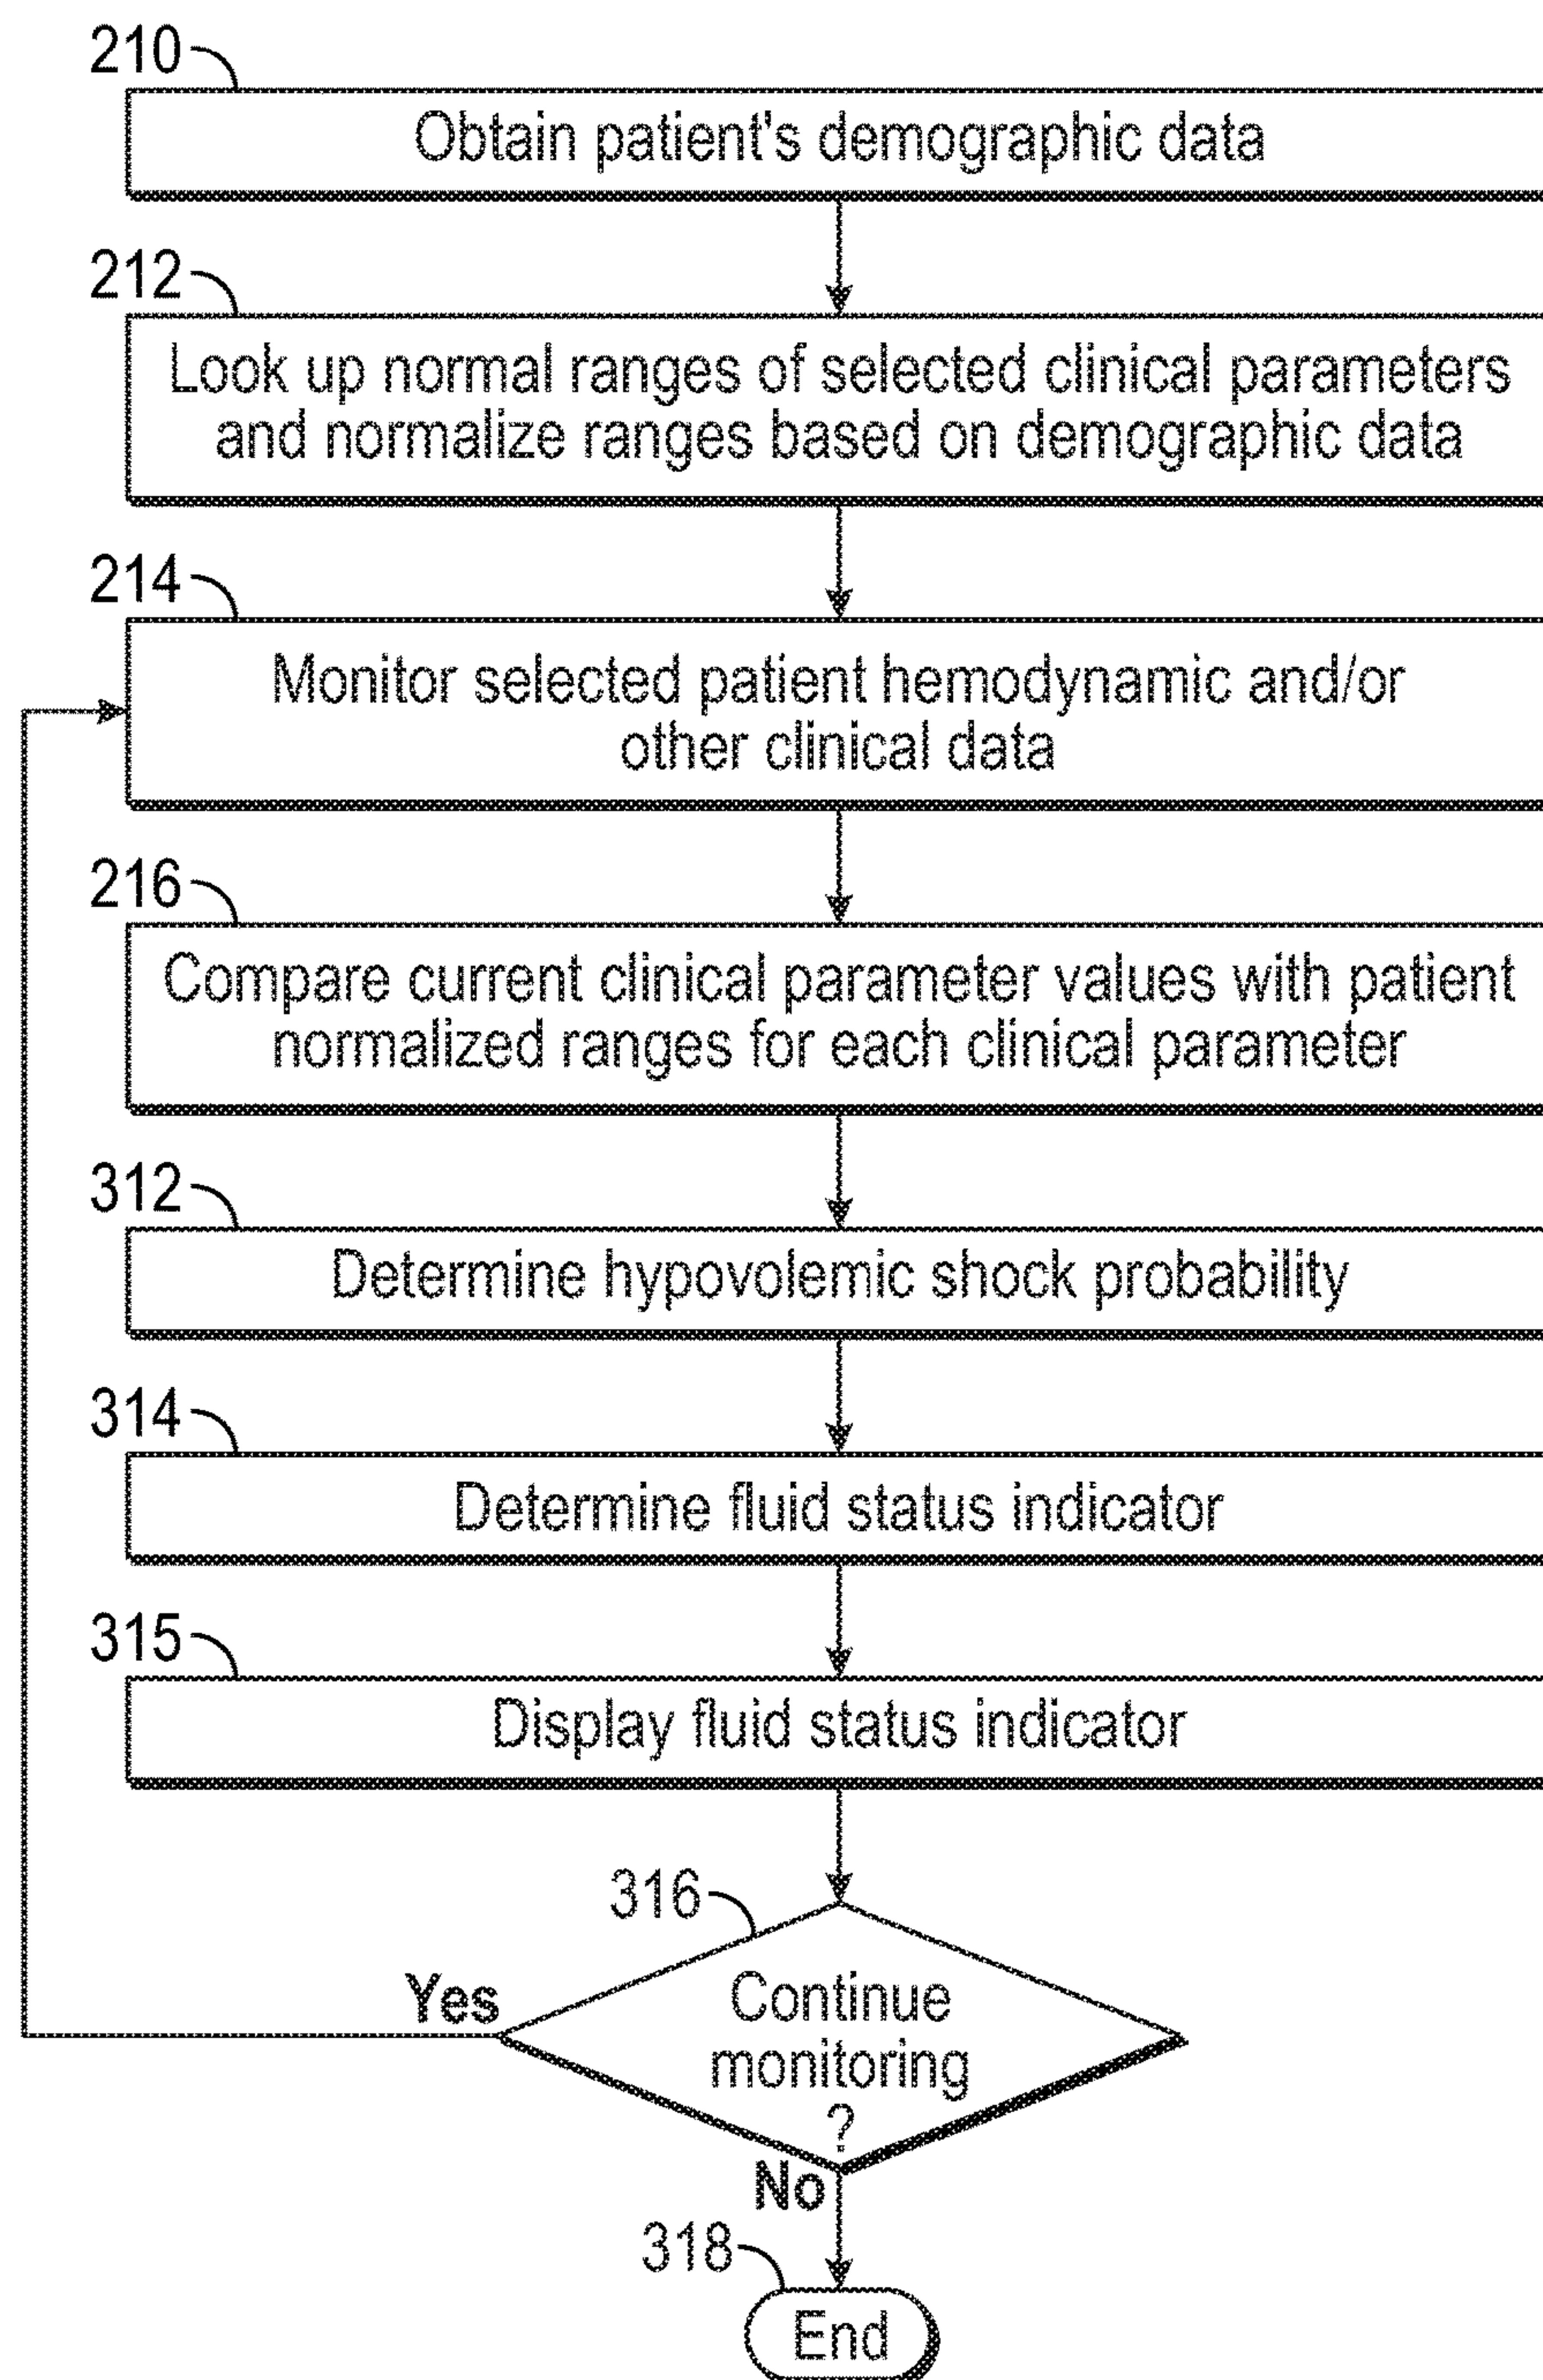 210
Obtain patient's demographic data
212
Look up normal ranges of selected clinical parameters
and normalize ranges based on demographic data
214
Monitor selected patient hemodynamic and/or
other clinical data
216
Compare current clinical parameter values with patient
normalized ranges for each clinical parameter
312
Determine hypovolemic shock probability
314
Determine fluid status indicator
315
Display fluid status indicator
316
Yes
Continue
monitoring
?
No
318
End